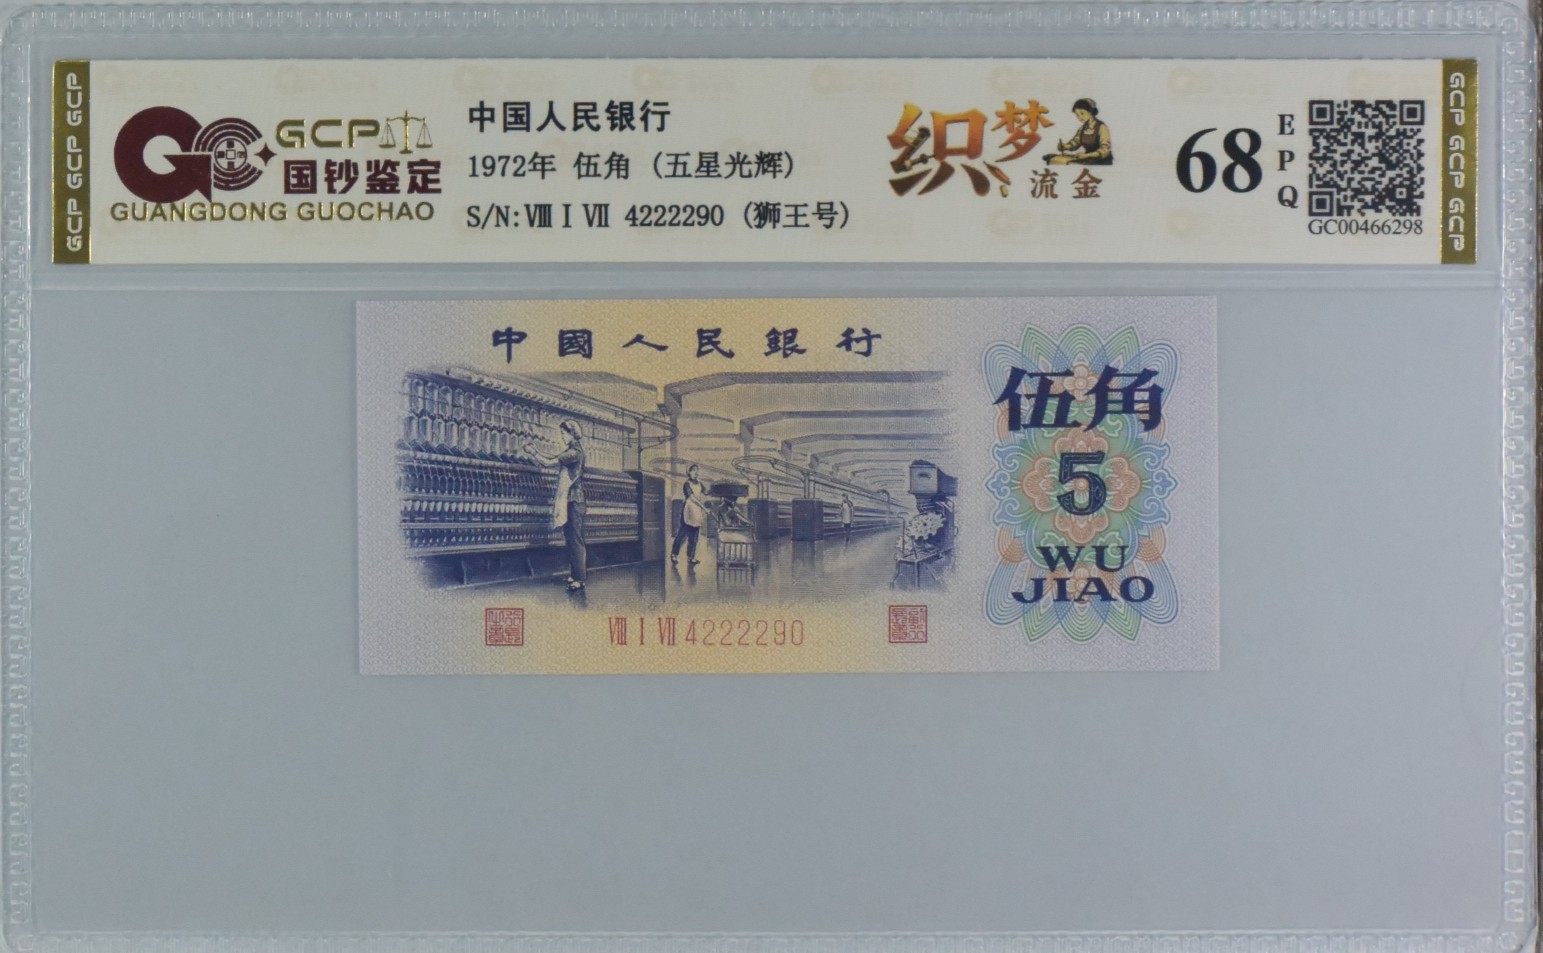 GCP GCP GCP
GCP
国钞鉴定
GUANGDONG GUOCHAO
中国人民银行
1972年 伍角 (五星光辉)
S/N:Ⅷ Ⅰ Ⅶ 4222290 (狮王号)
织梦
流金
68
EPQ
GC00466298
GCP GCP GCP
中國人民銀行
伍角
5
WU
JIAO
Ⅷ Ⅰ Ⅶ 4222290